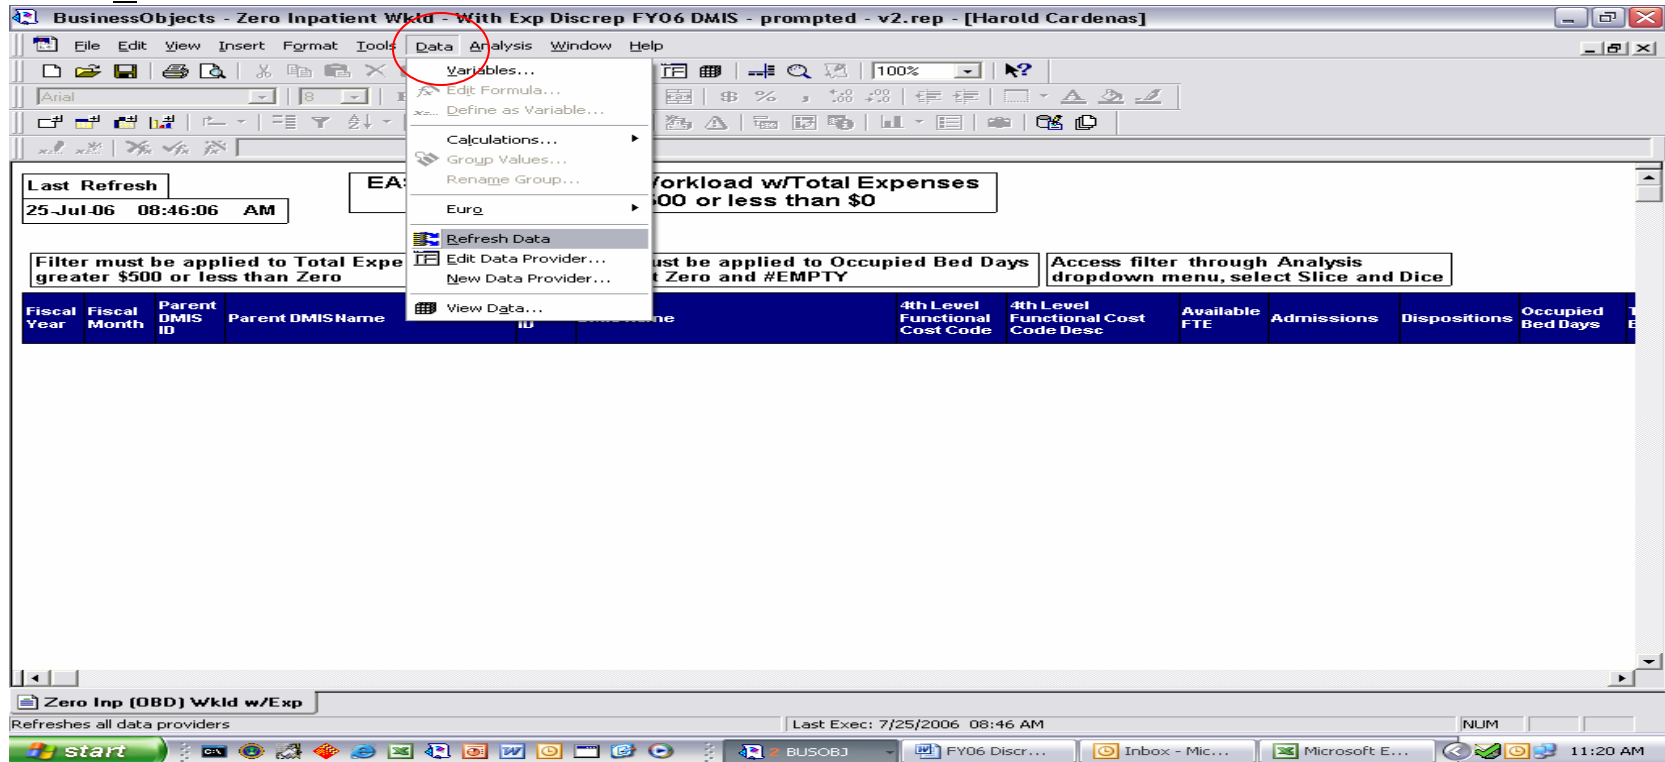 BusinessObjects - Zero Inpatient Wkld - With Exp Discrep FY06 DMIS - prompted - v2.rep - [Harold Cardenas]
File Edit View Insert Format Tools Data Analysis Window Help
100%
Arial 8
Variables...
Edit Formula...
Define as Variable...
Calculations...
Group Values...
Rename Group...
Euro
Refresh Data
Edit Data Provider...
New Data Provider...
View Data...
Last Refresh
25-Jul-06 08:46:06 AM
EAS
orkload w/Total Expenses
00 or less than $0
Filter must be applied to Total Expe
greater $500 or less than Zero
ust be applied to Occupied Bed Days
t Zero and #EMPTY
Access filter through Analysis
dropdown menu, select Slice and Dice
Fiscal Year
Fiscal Month
Parent DMIS ID
Parent DMIS Name
ID
4th Level Functional Cost Code
4th Level Functional Cost Code Desc
Available FTE
Admissions
Dispositions
Occupied Bed Days
Zero Inp (OBD) Wkld w/Exp
Refreshes all data providers
Last Exec: 7/25/2006 08:46 AM
NUM
start
2 BUSOBJ
FY06 Discr...
Inbox - Mic...
Microsoft E...
11:20 AM